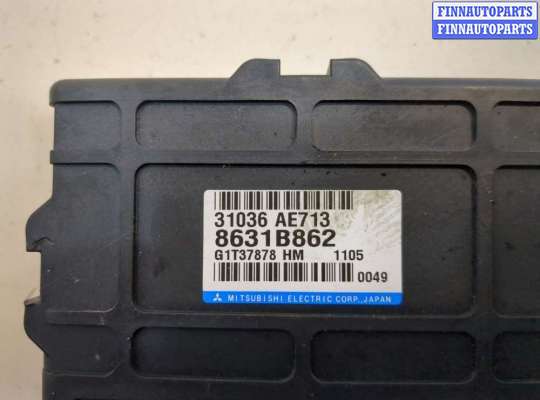 FINNAUTOPARTS
FINNAUTOPARTS
31036 AE713
8631B862
G1T37878 HM 1105
0049
MITSUBISHI ELECTRIC CORP., JAPAN